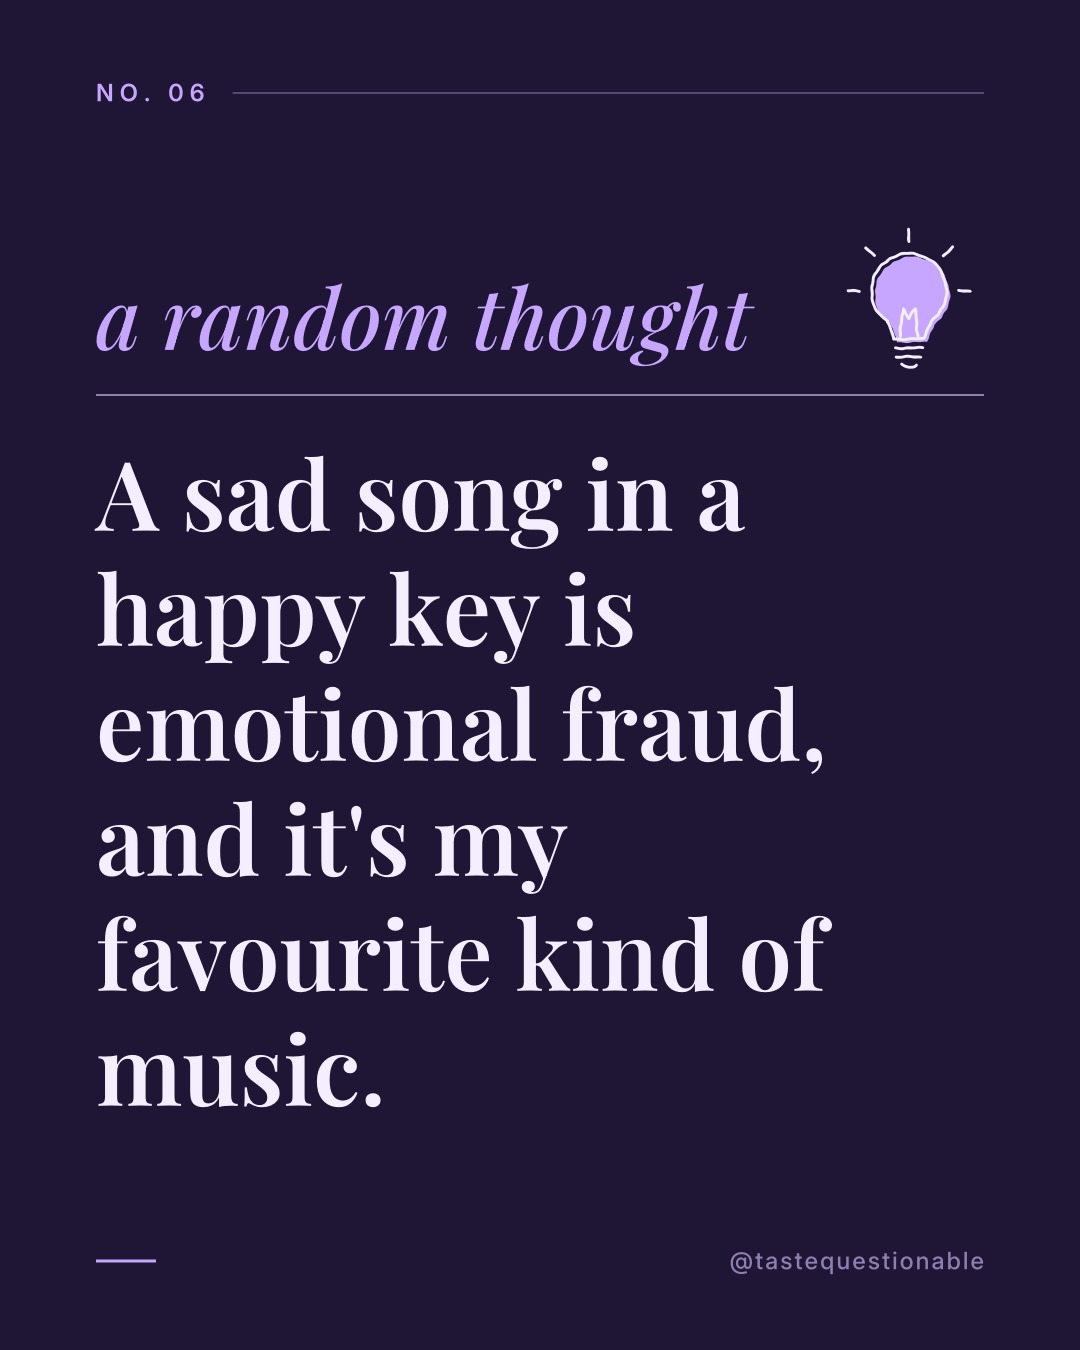 NO. 06
a random thought
A sad song in a
happy key is
emotional fraud,
and it's my
favourite kind of
music.
@tastequestionable